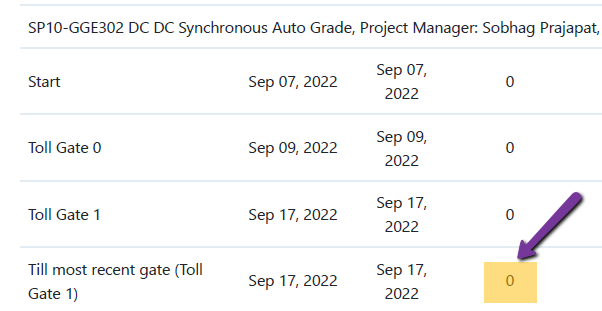 SP10-GGE302 DC DC Synchronous Auto Grade, Project Manager: Sobhag Prajapat,
Start Sep 07, 2022 Sep 07, 2022 0
Toll Gate 0 Sep 09, 2022 Sep 09, 2022 0
Toll Gate 1 Sep 17, 2022 Sep 17, 2022 0
Till most recent gate (Toll Gate 1) Sep 17, 2022 Sep 17, 2022 0